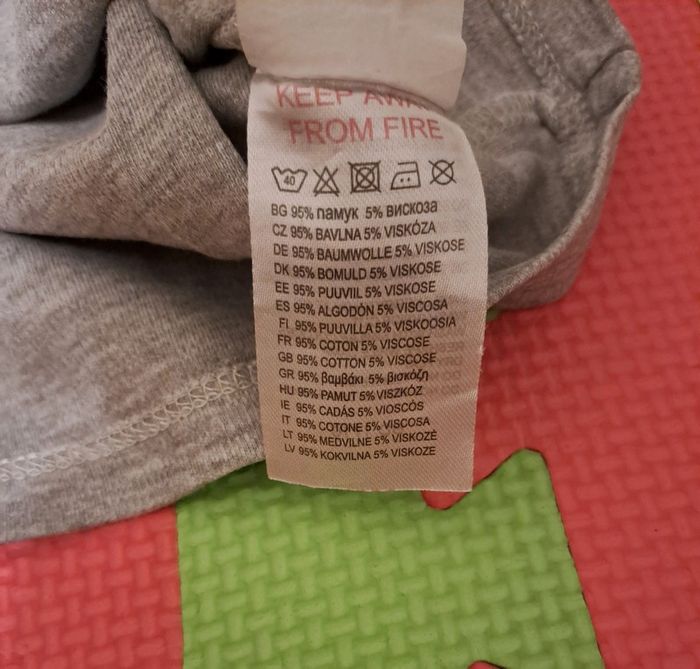 KEEP AWAY
FROM FIRE
40
BG 95% памук 5% вискоза
CZ 95% BAVLNA 5% VISKÓZA
DE 95% BAUMWOLLE 5% VISKOSE
DK 95% BOMULD 5% VISKOSE
EE 95% PUUVIIL 5% VISKOSE
ES 95% ALGODÓN 5% VISCOSA
FI 95% PUUVILLA 5% VISKOOSIA
FR 95% COTON 5% VISCOSE
GB 95% COTTON 5% VISCOSE
GR 95% βαμβάκι 5% βισκόζη
HU 95% PAMUT 5% VISZKÓZ
IE 95% CADÁS 5% VIOSCÓS
IT 95% COTONE 5% VISCOSA
LT 95% MEDVILNE 5% VISKOZĖ
LV 95% KOKVILNA 5% VISKOZE